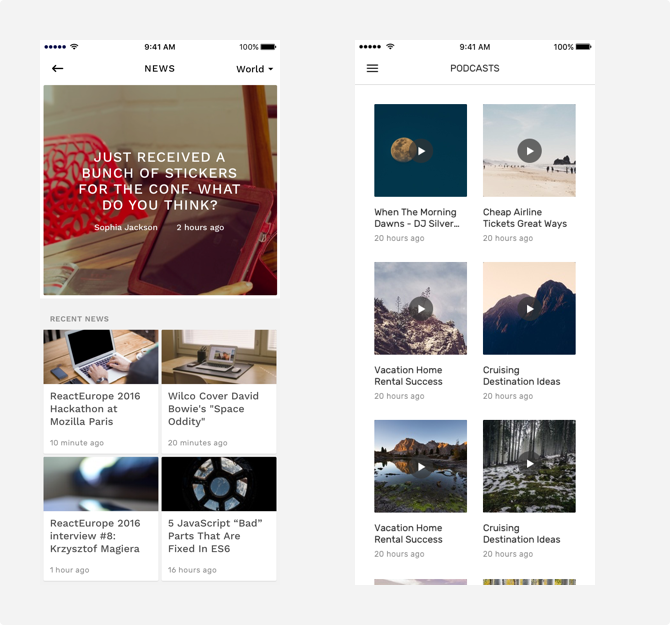 9:41 AM
100%
NEWS
World
JUST RECEIVED A
BUNCH OF STICKERS
FOR THE CONF. WHAT
DO YOU THINK?
Sophia Jackson 2 hours ago
RECENT NEWS
ReactEurope 2016
Hackathon at
Mozilla Paris
10 minute ago
Wilco Cover David
Bowie's "Space
Oddity"
20 minutes ago
ReactEurope 2016
interview #8:
Krzysztof Magiera
1 hour ago
5 JavaScript “Bad”
Parts That Are
Fixed In ES6
16 hours ago
9:41 AM
100%
PODCASTS
When The Morning
Dawns - DJ Silver...
20 hours ago
Cheap Airline
Tickets Great Ways
20 hours ago
Vacation Home
Rental Success
20 hours ago
Cruising
Destination Ideas
20 hours ago
Vacation Home
Rental Success
20 hours ago
Cruising
Destination Ideas
20 hours ago